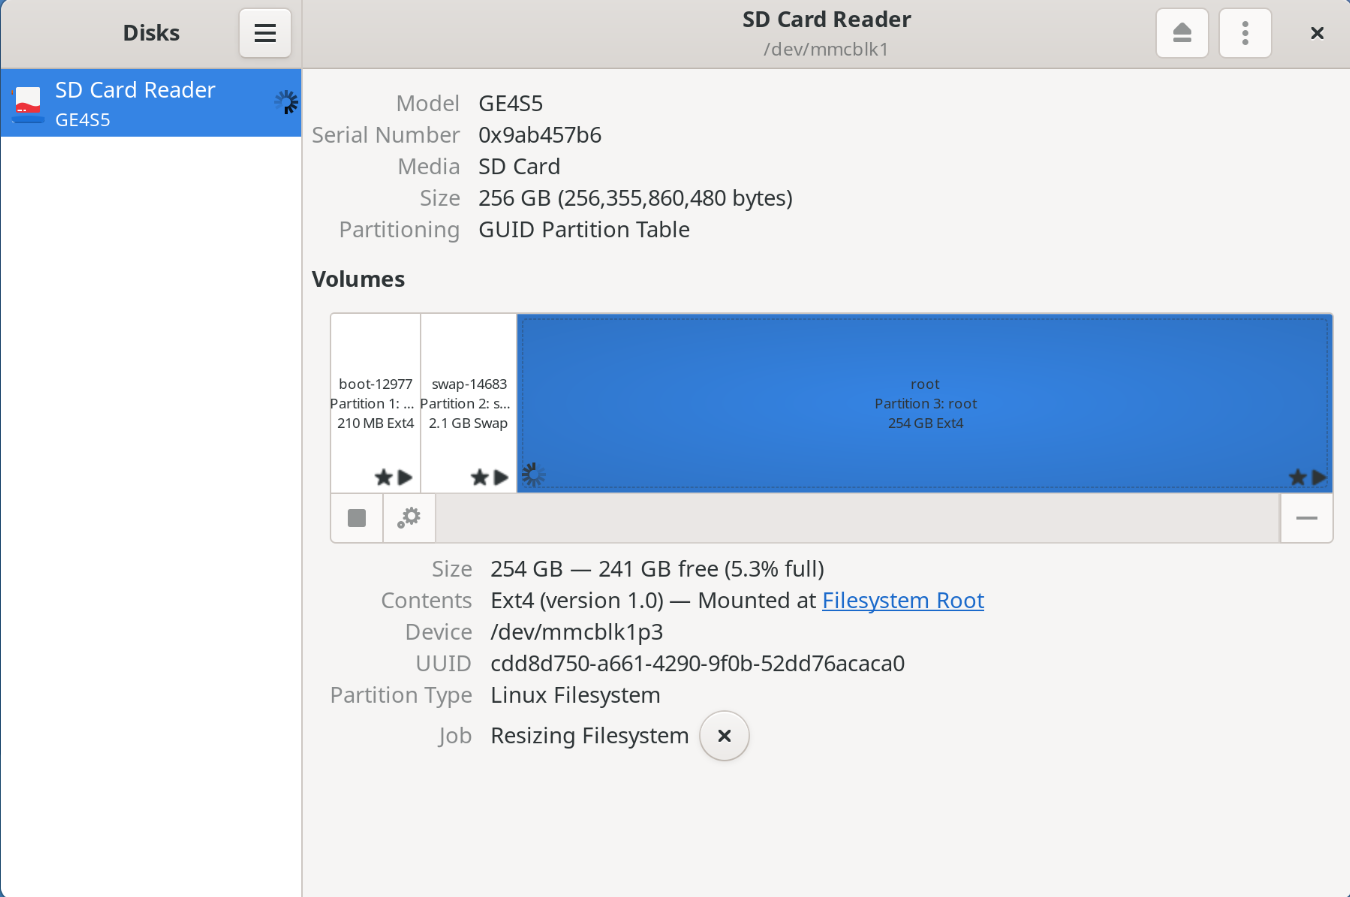 Disks
SD Card Reader
/dev/mmcblk1
SD Card Reader
GE4S5
Model GE4S5
Serial Number 0x9ab457b6
Media SD Card
Size 256 GB (256,355,860,480 bytes)
Partitioning GUID Partition Table
Volumes
boot-12977
Partition 1: ...
210 MB Ext4
swap-14683
Partition 2: s...
2.1 GB Swap
root
Partition 3: root
254 GB Ext4
Size 254 GB — 241 GB free (5.3% full)
Contents Ext4 (version 1.0) — Mounted at Filesystem Root
Device /dev/mmcblk1p3
UUID cdd8d750-a661-4290-9f0b-52dd76acaca0
Partition Type Linux Filesystem
Job Resizing Filesystem